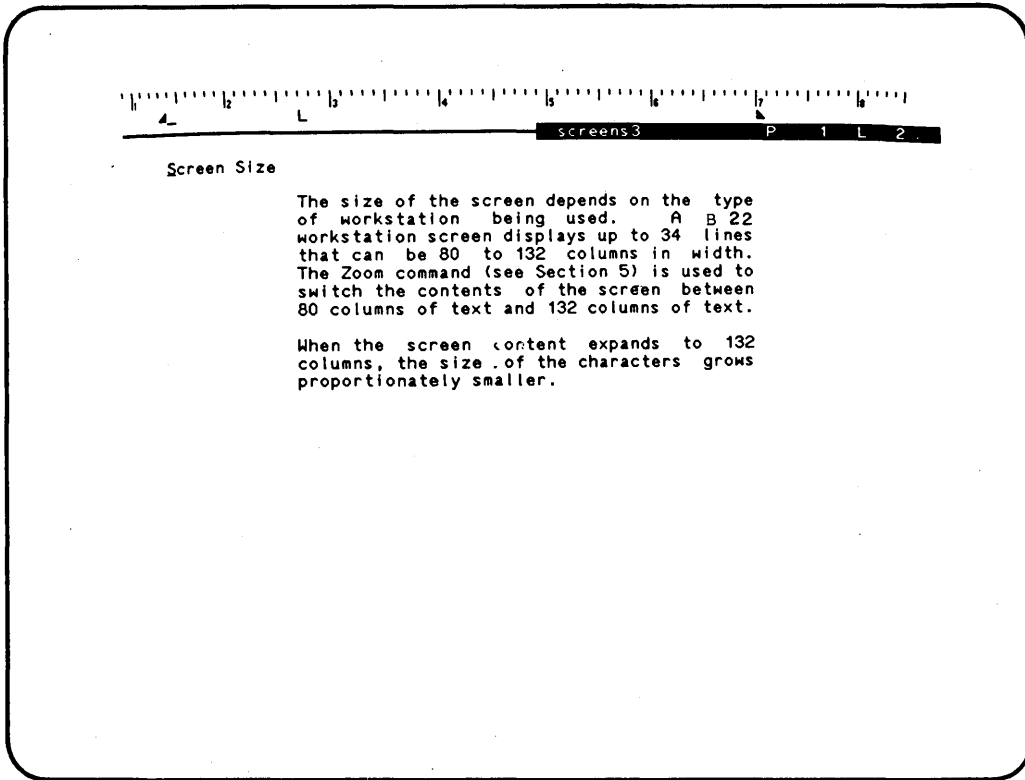 1 2 3 4 5 6 7 8
L
screens3 P 1 L 2
Screen Size
The size of the screen depends on the type
of workstation being used. A B 22
workstation screen displays up to 34 lines
that can be 80 to 132 columns in width.
The Zoom command (see Section 5) is used to
switch the contents of the screen between
80 columns of text and 132 columns of text.
When the screen content expands to 132
columns, the size of the characters grows
proportionately smaller.